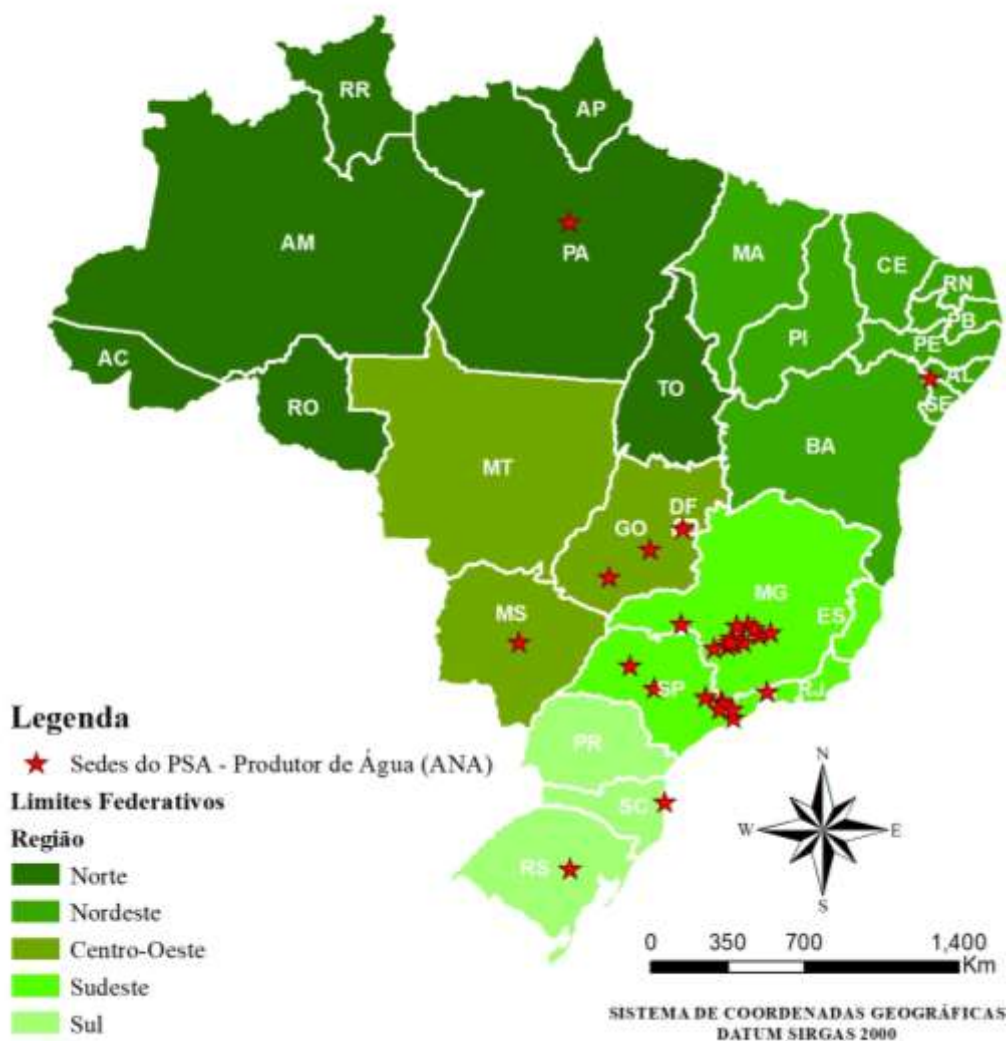 RR
AP
AM
PA
MA
CE
RN
PB
PE
PI
AC
AL
SE
RO
TO
BA
MT
DF
GO
MG
MS
ES
SP
RJ
PR
SC
RS
Legenda
Sedes do PSA - Produtor de Água (ANA)
Limites Federativos
Região
Norte
Nordeste
Centro-Oeste
Sudeste
Sul
N
W
E
S
0 350 700 1,400
Km
SISTEMA DE COORDENADAS GEOGRÁFICAS
DATUM SIRGAS 2000